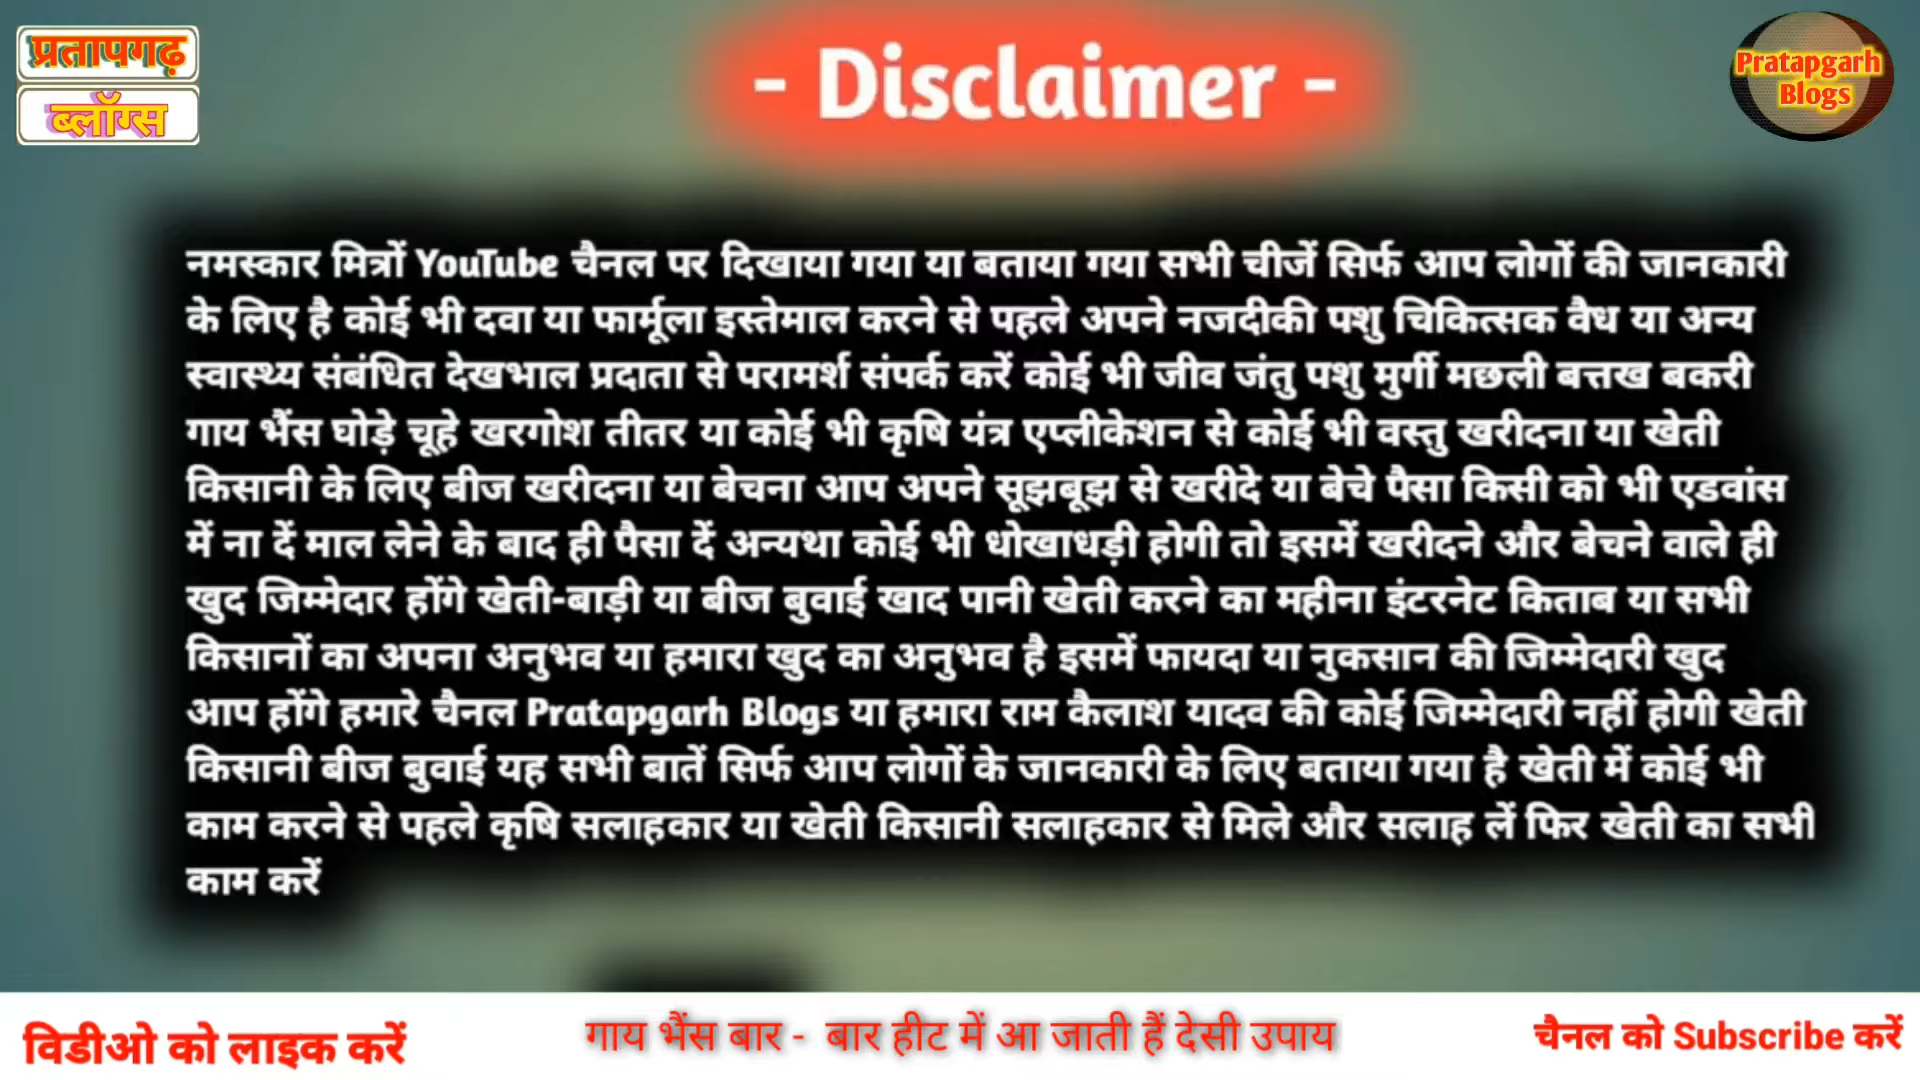 प्रतापगढ़
ब्लॉग्स
- Disclaimer -
Pratapgarh
Blogs
नमस्कार मित्रों YouTube चैनल पर दिखाया गया या बताया गया सभी चीजें सिर्फ आप लोगों की जानकारी
के लिए है कोई भी दवा या फार्मूला इस्तेमाल करने से पहले अपने नजदीकी पशु चिकित्सक वैध या अन्य
स्वास्थ्य संबंधित देखभाल प्रदाता से परामर्श संपर्क करें कोई भी जीव जंतु पशु मुर्गी मछली बत्तख बकरी
गाय भैंस घोड़े चूहे खरगोश तीतर या कोई भी कृषि यंत्र एप्लीकेशन से कोई भी वस्तु खरीदना या खेती
किसानी के लिए बीज खरीदना या बेचना आप अपने सूझबूझ से खरीदे या बेचे पैसा किसी को भी एडवांस
में ना दें माल लेने के बाद ही पैसा दें अन्यथा कोई भी धोखाधड़ी होगी तो इसमें खरीदने और बेचने वाले ही
खुद जिम्मेदार होंगे खेती-बाड़ी या बीज बुवाई खाद पानी खेती करने का महीना इंटरनेट किताब या सभी
किसानों का अपना अनुभव या हमारा खुद का अनुभव है इसमें फायदा या नुकसान की जिम्मेदारी खुद
आप होंगे हमारे चैनल Pratapgarh Blogs या हमारा राम कैलाश यादव की कोई जिम्मेदारी नहीं होगी खेती
किसानी बीज बुवाई यह सभी बातें सिर्फ आप लोगों के जानकारी के लिए बताया गया है खेती में कोई भी
काम करने से पहले कृषि सलाहकार या खेती किसानी सलाहकार से मिले और सलाह लें फिर खेती का सभी
काम करें
विडीओ को लाइक करें
गाय भैंस बार - बार हीट में आ जाती हैं देसी उपाय
चैनल को Subscribe करें